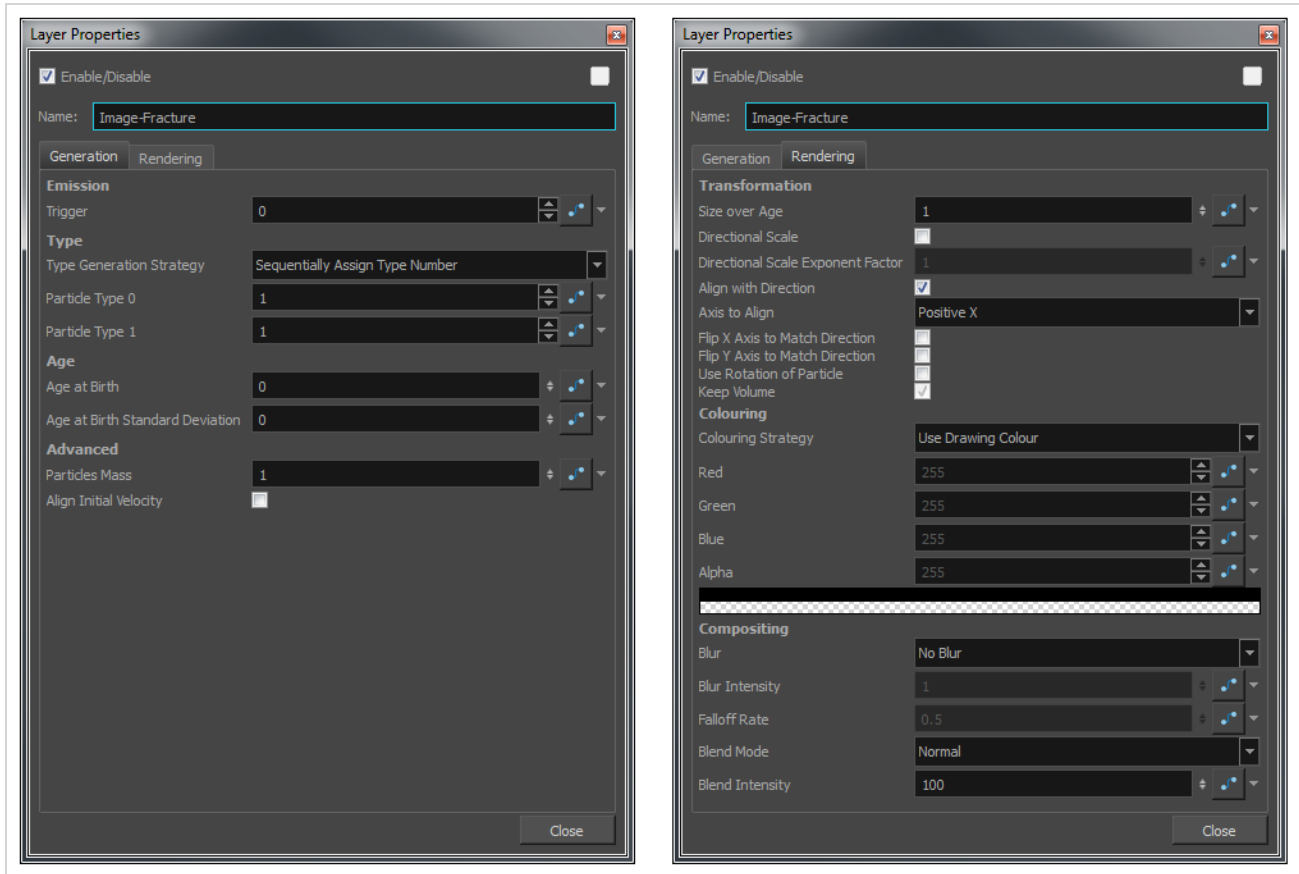 Layer Properties
Enable/Disable
Name: Image-Fracture
Generation Rendering
Emission
Trigger 0
Type
Type Generation Strategy Sequentially Assign Type Number
Particle Type 0 1
Particle Type 1 1
Age
Age at Birth 0
Age at Birth Standard Deviation 0
Advanced
Particles Mass 1
Align Initial Velocity
Close
Layer Properties
Enable/Disable
Name: Image-Fracture
Generation Rendering
Transformation
Size over Age 1
Directional Scale
Directional Scale Exponent Factor 1
Align with Direction
Axis to Align Positive X
Flip X Axis to Match Direction
Flip Y Axis to Match Direction
Use Rotation of Particle
Keep Volume
Colouring
Colouring Strategy Use Drawing Colour
Red 255
Green 255
Blue 255
Alpha 255
Compositing
Blur No Blur
Blur Intensity 1
Falloff Rate 0.5
Blend Mode Normal
Blend Intensity 100
Close